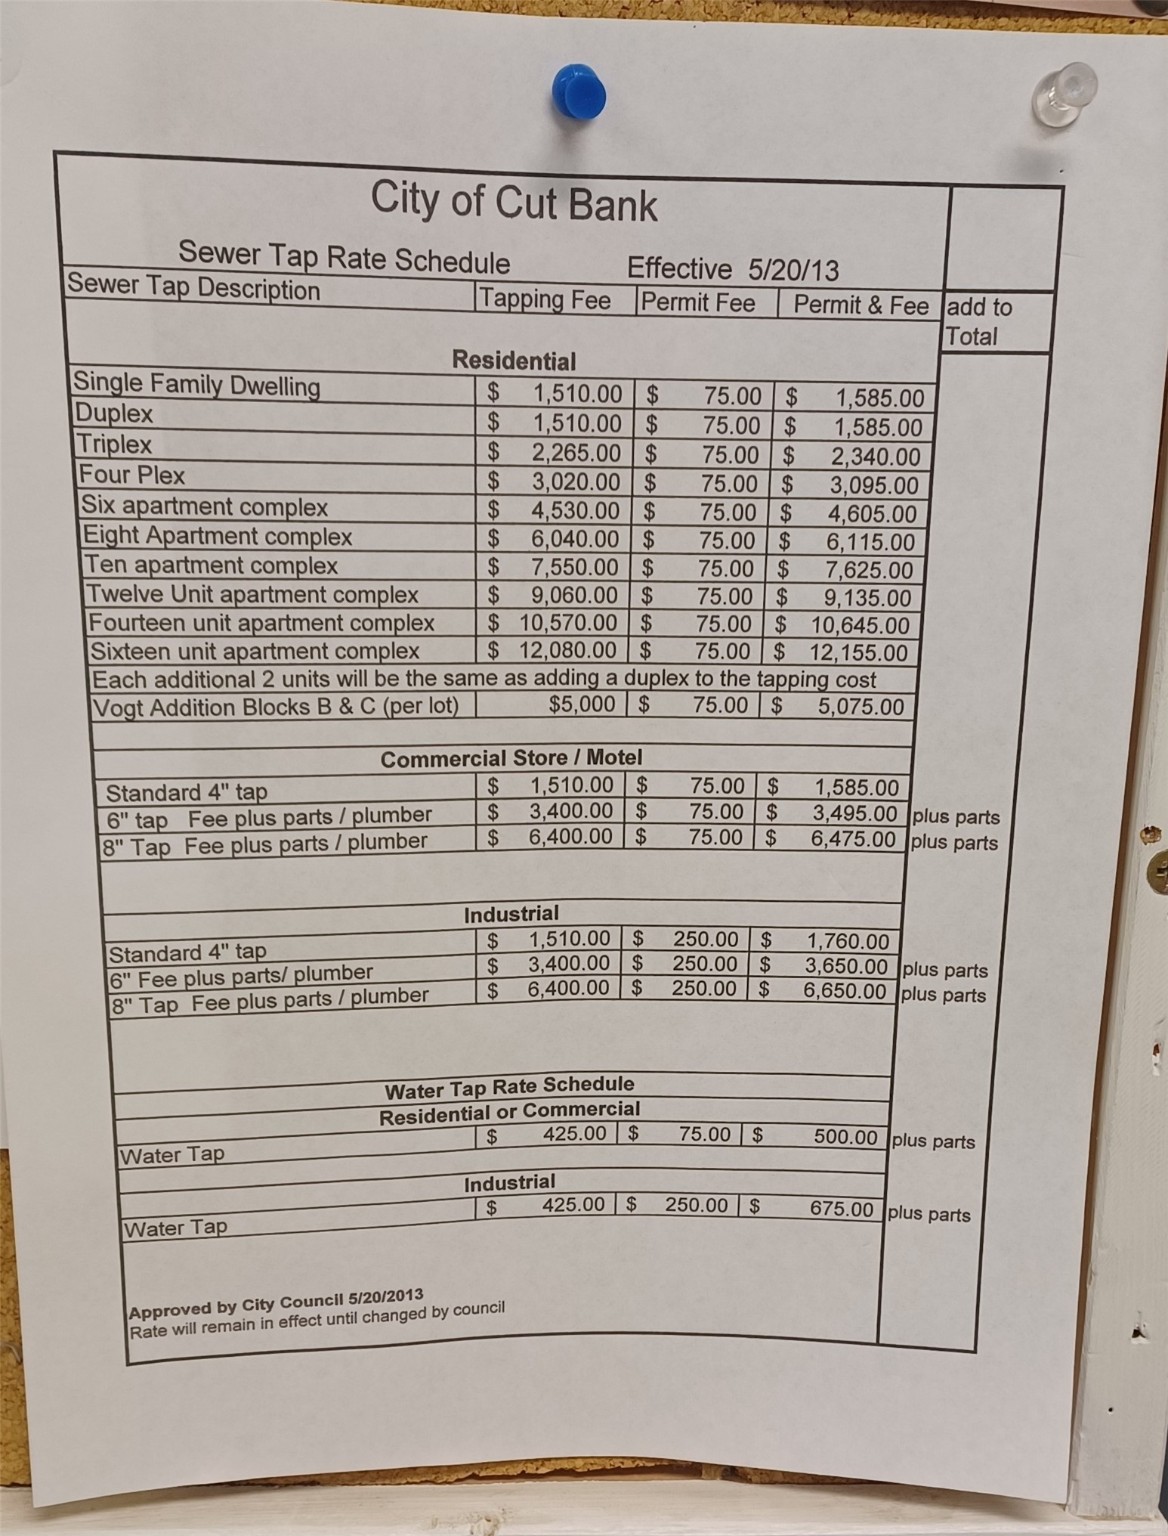 City of Cut Bank
Sewer Tap Rate Schedule Effective 5/20/13
Sewer Tap Description Tapping Fee Permit Fee Permit & Fee add to
Total
Residential
Single Family Dwelling $ 1,510.00 $ 75.00 $ 1,585.00
Duplex $ 1,510.00 $ 75.00 $ 1,585.00
Triplex $ 2,265.00 $ 75.00 $ 2,340.00
Four Plex $ 3,020.00 $ 75.00 $ 3,095.00
Six apartment complex $ 4,530.00 $ 75.00 $ 4,605.00
Eight Apartment complex $ 6,040.00 $ 75.00 $ 6,115.00
Ten apartment complex $ 7,550.00 $ 75.00 $ 7,625.00
Twelve Unit apartment complex $ 9,060.00 $ 75.00 $ 9,135.00
Fourteen unit apartment complex $ 10,570.00 $ 75.00 $ 10,645.00
Sixteen unit apartment complex $ 12,080.00 $ 75.00 $ 12,155.00
Each additional 2 units will be the same as adding a duplex to the tapping cost
Vogt Addition Blocks B & C (per lot) $5,000 $ 75.00 $ 5,075.00
Commercial Store / Motel
Standard 4" tap $ 1,510.00 $ 75.00 $ 1,585.00
6" tap Fee plus parts / plumber $ 3,400.00 $ 75.00 $ 3,495.00 plus parts
8" Tap Fee plus parts / plumber $ 6,400.00 $ 75.00 $ 6,475.00 plus parts
Industrial
Standard 4" tap $ 1,510.00 $ 250.00 $ 1,760.00
6" Fee plus parts/ plumber $ 3,400.00 $ 250.00 $ 3,650.00 plus parts
8" Tap Fee plus parts / plumber $ 6,400.00 $ 250.00 $ 6,650.00 plus parts
Water Tap Rate Schedule
Residential or Commercial
Water Tap $ 425.00 $ 75.00 $ 500.00 plus parts
Industrial
Water Tap $ 425.00 $ 250.00 $ 675.00 plus parts
Approved by City Council 5/20/2013
Rate will remain in effect until changed by council